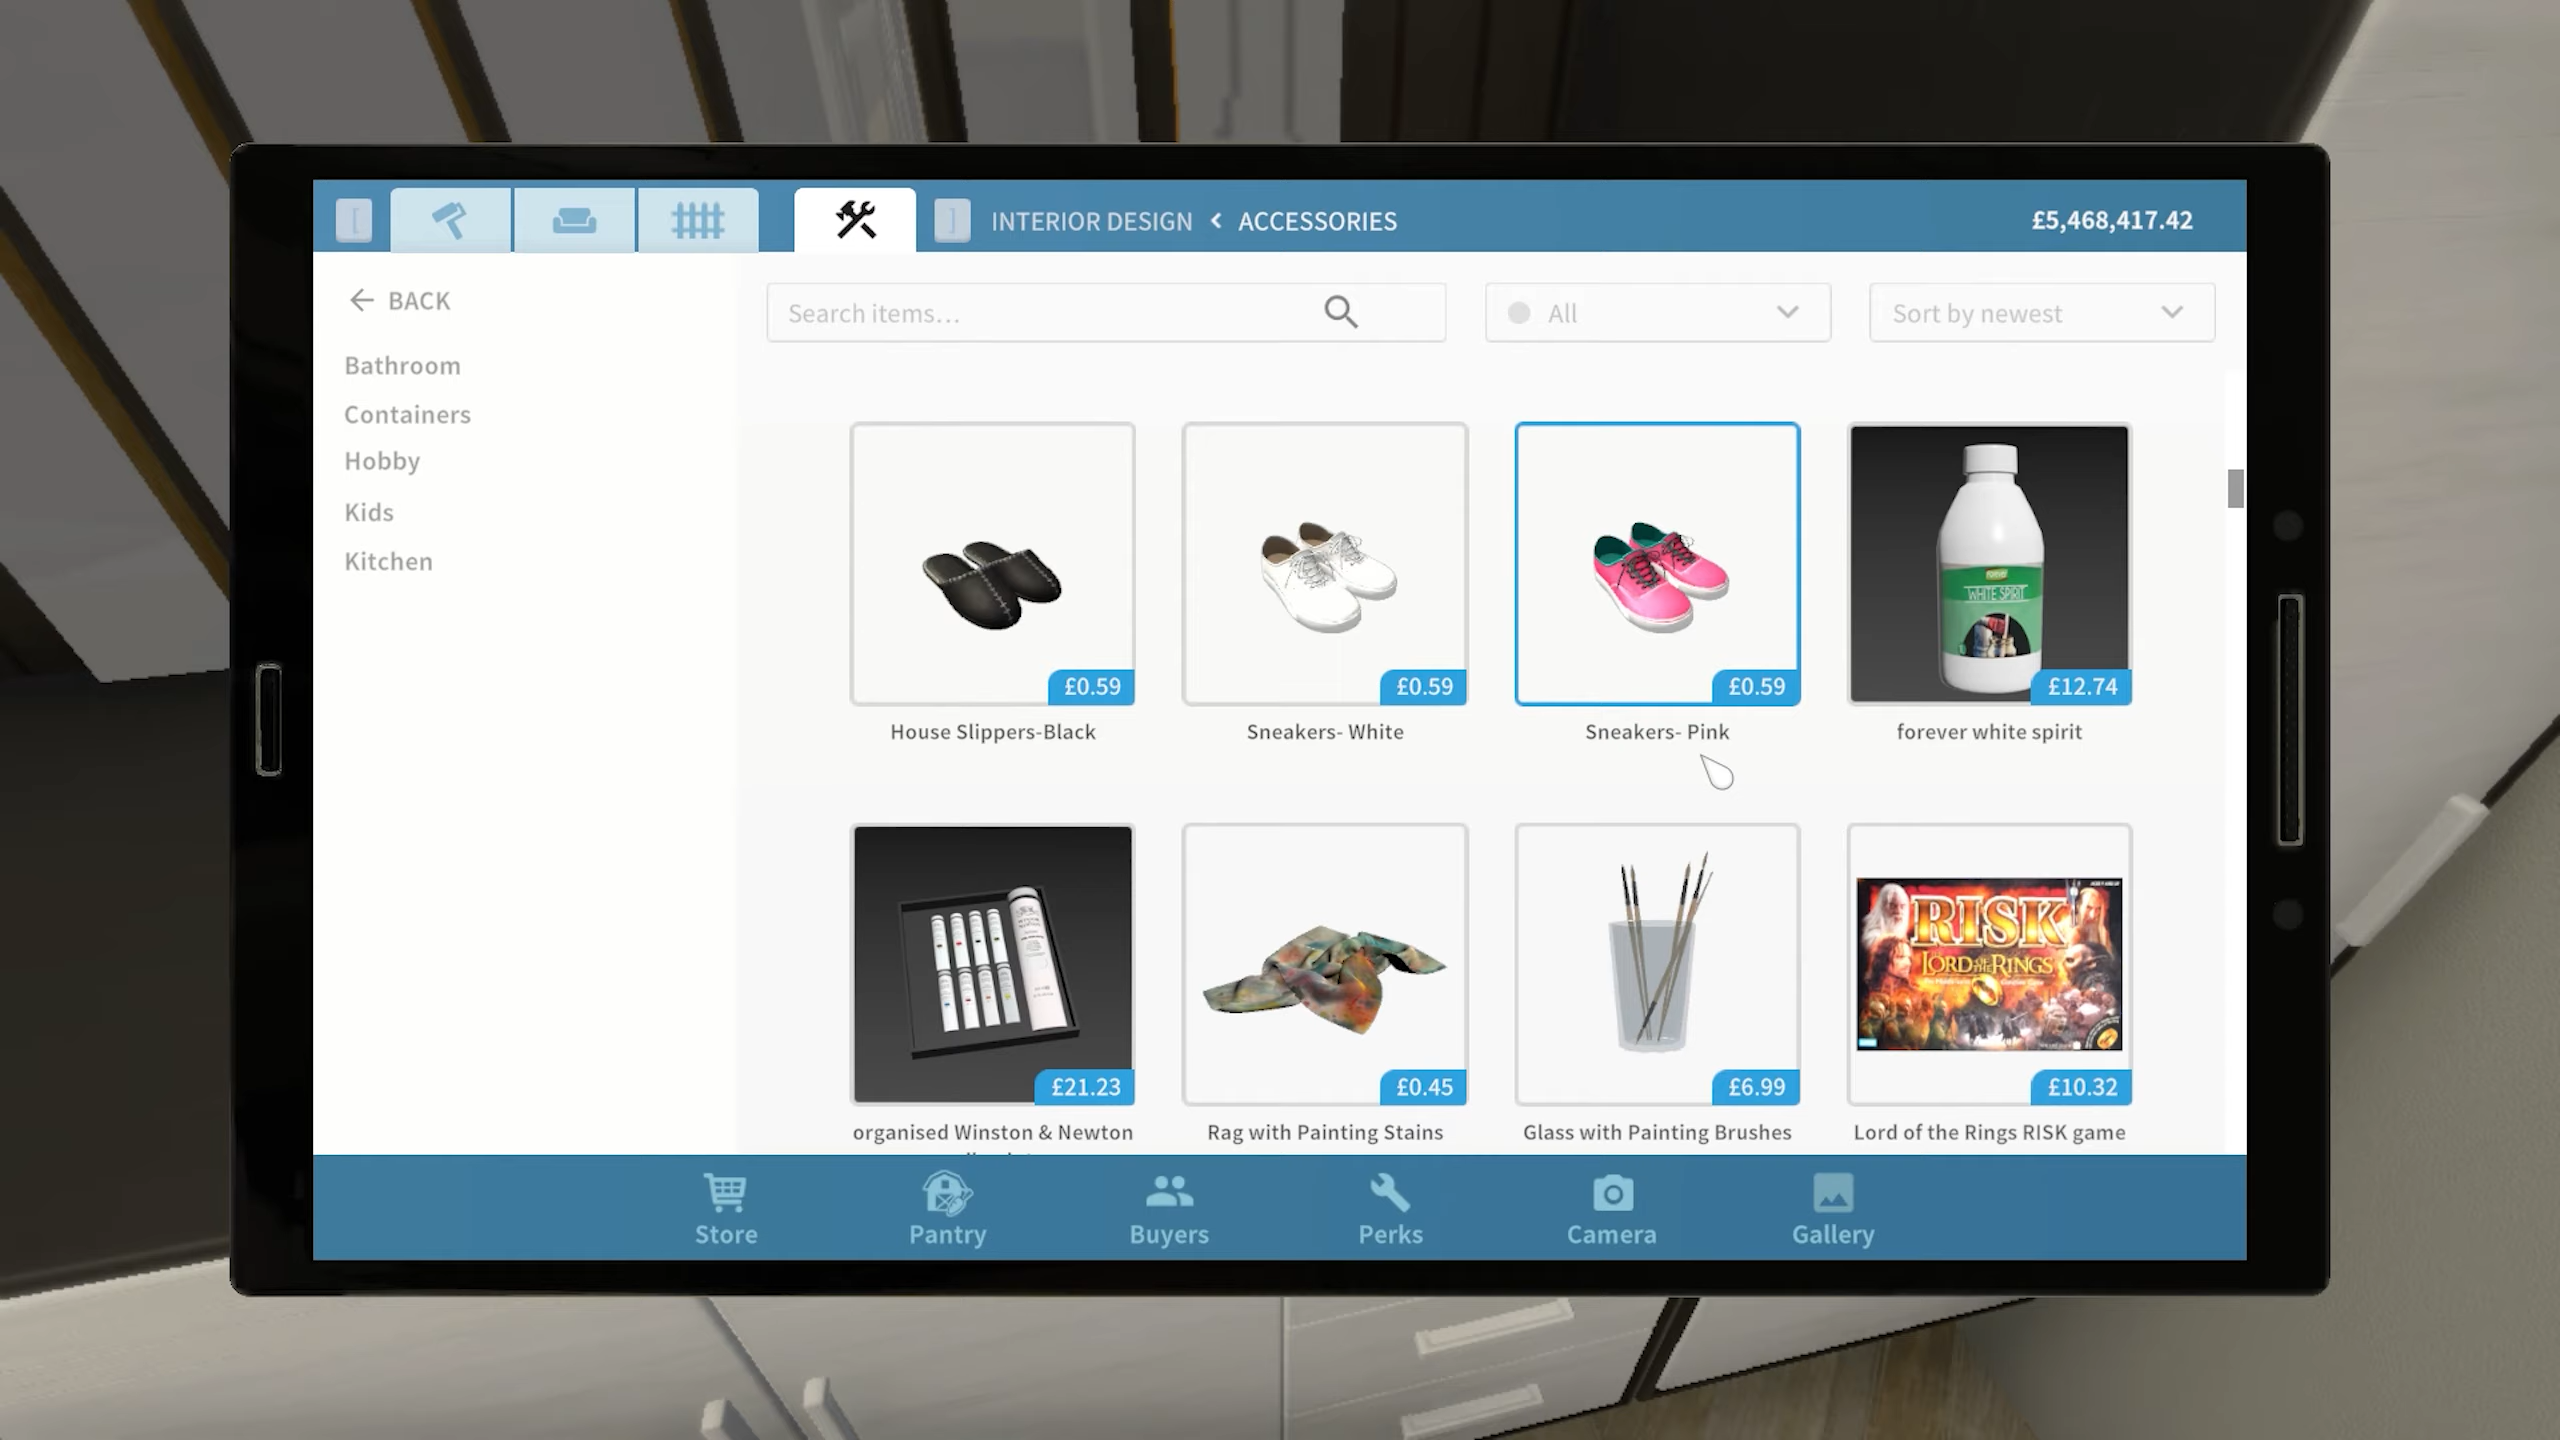 [
]
INTERIOR DESIGN < ACCESSORIES
£5,468,417.42
BACK
Search items...
All
Sort by newest
Bathroom
Containers
Hobby
Kids
Kitchen
£0.59
£0.59
£0.59
WHITE SPIRIT
£12.74
House Slippers-Black
Sneakers- White
Sneakers- Pink
forever white spirit
RISK
LORD OF THE RINGS
£21.23
£0.45
£6.99
£10.32
organised Winston & Newton
Rag with Painting Stains
Glass with Painting Brushes
Lord of the Rings RISK game
Store
Pantry
Buyers
Perks
Camera
Gallery